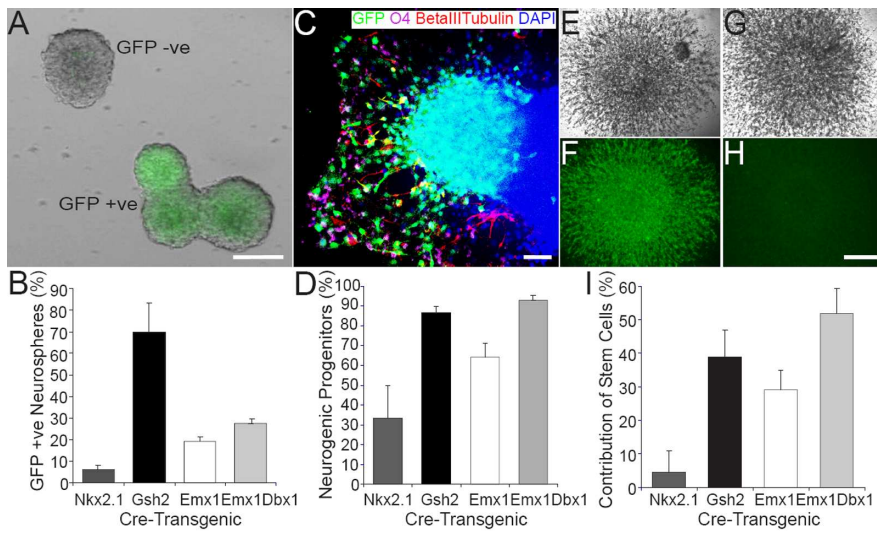 A
GFP -ve
GFP +ve
C
GFP O4 BetaIIITubulin DAPI
E
G
F
H
B
GFP +ve Neurospheres (%)
90
80
70
60
50
40
30
20
10
0
Nkx2.1 Gsh2 Emx1 Emx1Dbx1
Cre-Transgenic
D
Neurogenic Progenitors (%)
100
90
80
70
60
50
40
30
20
10
0
Nkx2.1 Gsh2 Emx1 Emx1Dbx1
Cre-Transgenic
I
Contribution of Stem Cells (%)
60
50
40
30
20
10
0
Nkx2.1 Gsh2 Emx1 Emx1Dbx1
Cre-Transgenic